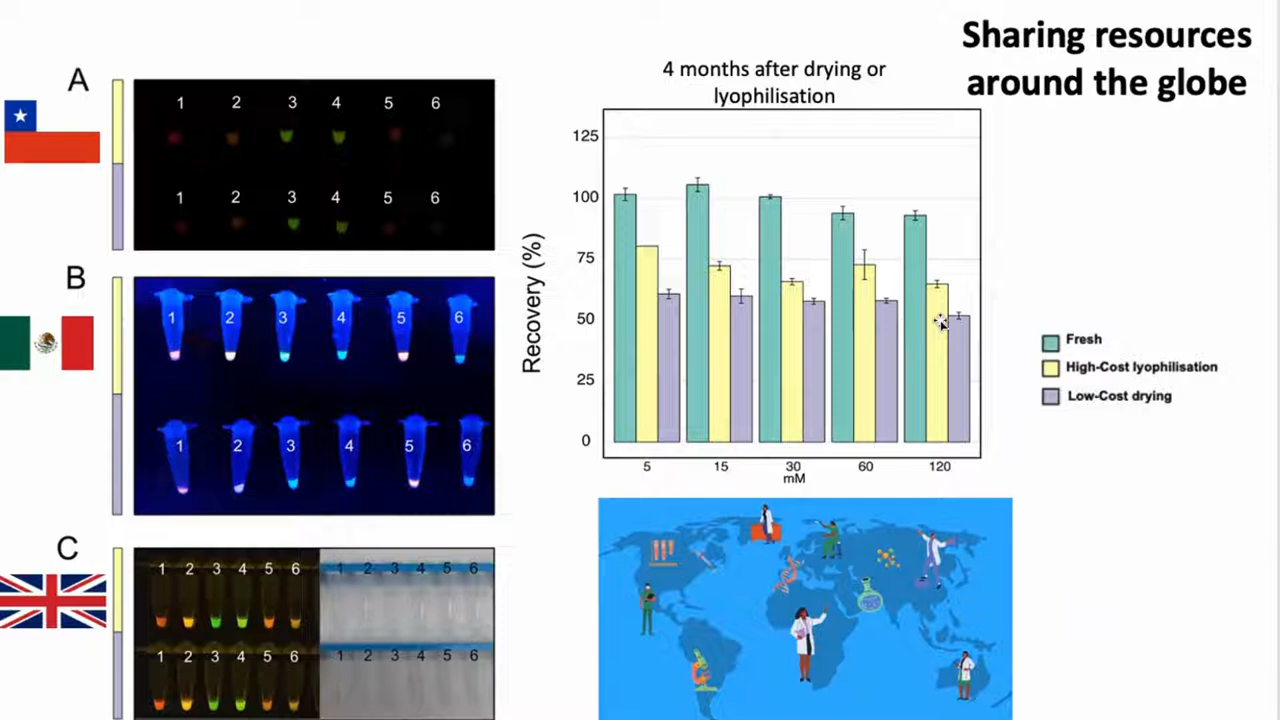 Sharing resources
around the globe
A
1 2 3 4 5 6
1 2 3 4 5 6
B
1 2 3 4 5 6
1 2 3 4 5 6
C
1 2 3 4 5 6 1 2 3 4 5 6
1 2 3 4 5 6 1 2 3 4 5 6
4 months after drying or
lyophilisation
Recovery (%)
125
100
75
50
25
0
5 15 30 60 120
mM
Fresh
High-Cost lyophilisation
Low-Cost drying